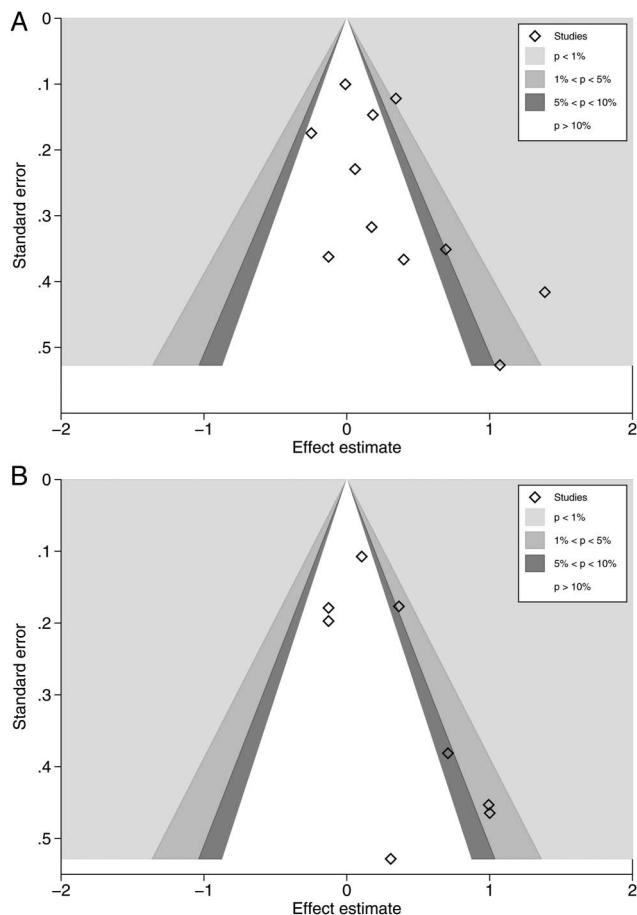 A
0
.1
.2
.3
.4
.5
Standard error
Studies
p < 1%
1% < p < 5%
5% < p < 10%
p > 10%
−2
−1
0
1
2
Effect estimate
B
0
.1
.2
.3
.4
.5
Standard error
Studies
p < 1%
1% < p < 5%
5% < p < 10%
p > 10%
−2
−1
0
1
2
Effect estimate